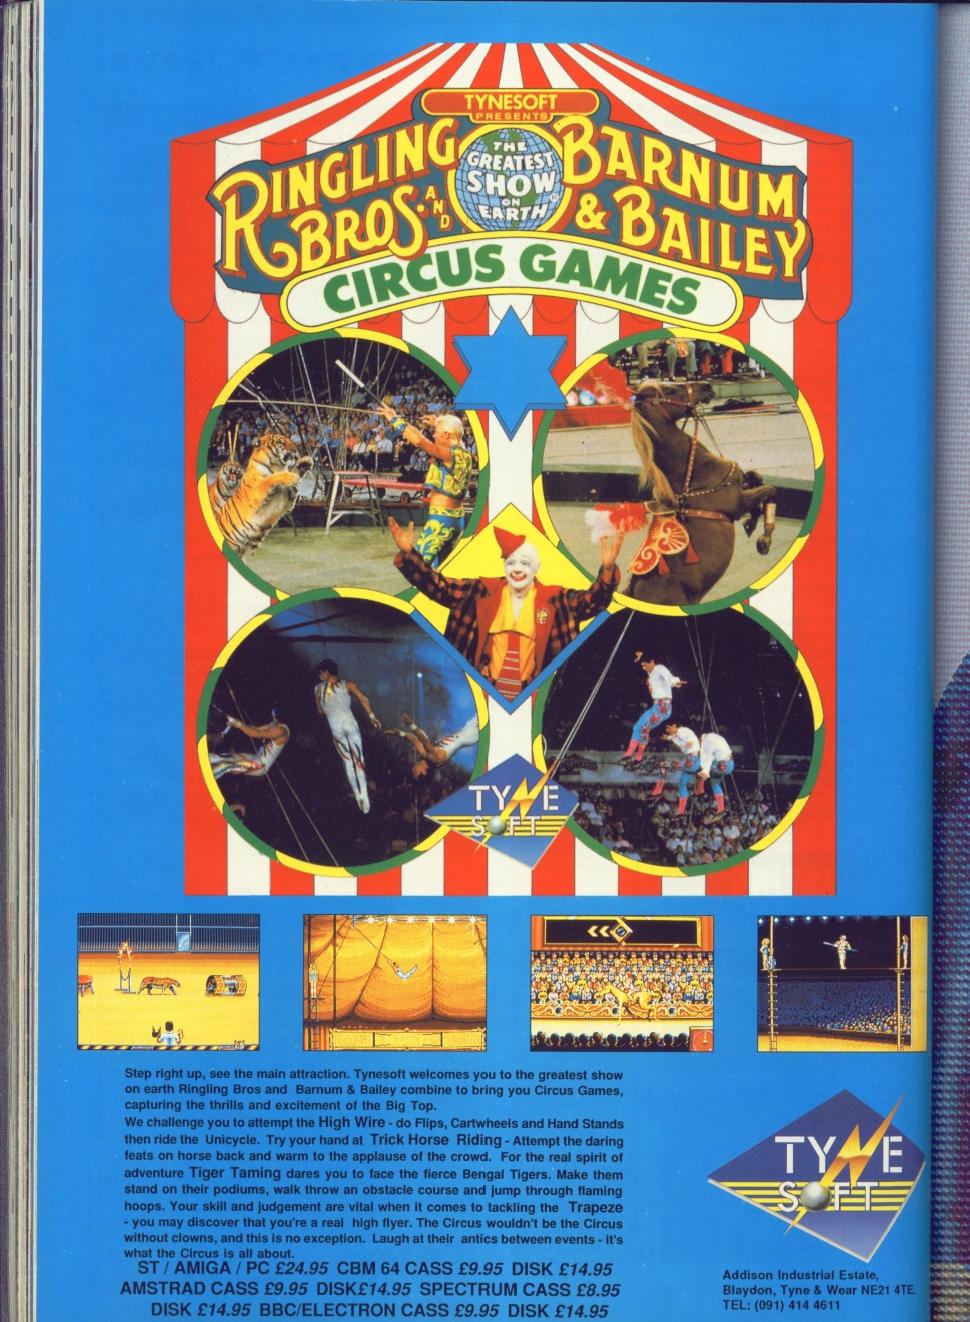 TYNESOFT
PRESENTS
RINGLING
BROS. AND
THE
GREATEST
SHOW
ON
EARTH®
BARNUM
& BAILEY
CIRCUS GAMES
TYNE
SOFT
Step right up, see the main attraction. Tynesoft welcomes you to the greatest show
on earth Ringling Bros and Barnum & Bailey combine to bring you Circus Games,
capturing the thrills and excitement of the Big Top.
We challenge you to attempt the High Wire - do Flips, Cartwheels and Hand Stands
then ride the Unicycle. Try your hand at Trick Horse Riding - Attempt the daring
feats on horse back and warm to the applause of the crowd. For the real spirit of
adventure Tiger Taming dares you to face the fierce Bengal Tigers. Make them
stand on their podiums, walk throw an obstacle course and jump through flaming
hoops. Your skill and judgement are vital when it comes to tackling the Trapeze
- you may discover that you're a real high flyer. The Circus wouldn't be the Circus
without clowns, and this is no exception. Laugh at their antics between events - it's
what the Circus is all about.
ST / AMIGA / PC £24.95 CBM 64 CASS £9.95 DISK £14.95
AMSTRAD CASS £9.95 DISK£14.95 SPECTRUM CASS £8.95
DISK £14.95 BBC/ELECTRON CASS £9.95 DISK £14.95
TYNE
SOFT
Addison Industrial Estate,
Blaydon, Tyne & Wear NE21 4TE.
TEL: (091) 414 4611